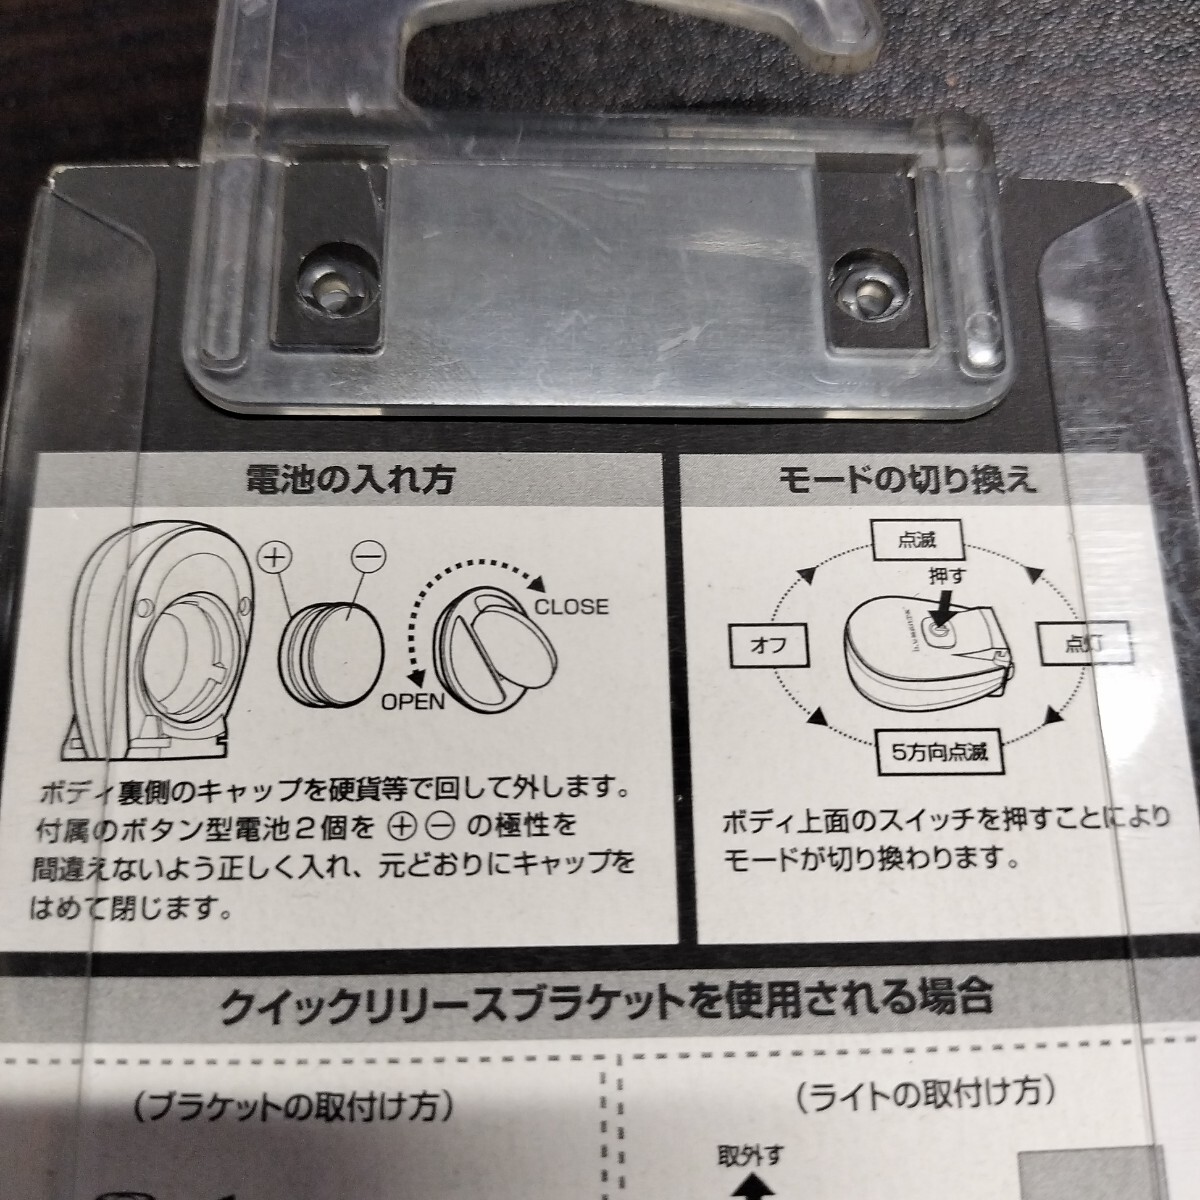 電池の入れ方
＋
－
CLOSE
OPEN
ボディ裏側のキャップを硬貨等で回して外します。
付属のボタン型電池2個を ⊕⊖ の極性を
間違えないよう正しく入れ、元どおりにキャップを
はめて閉じます。
モードの切り換え
点滅
押す
オフ
点灯
5方向点滅
ボディ上面のスイッチを押すことにより
モードが切り換わります。
クイックリリースブラケットを使用される場合
(ブラケットの取付け方)
(ライトの取付け方)
取外す